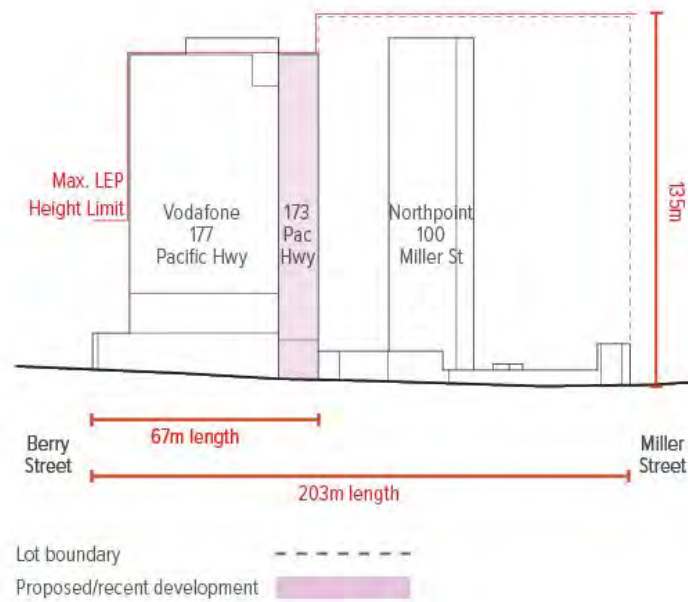 Max. LEP
Height Limit
Vodafone
177
Pacific Hwy
173
Pac
Hwy
Northpoint
100
Miller St
135m
67m length
Berry
Street
Miller
Street
203m length
Lot boundary
Proposed/recent development